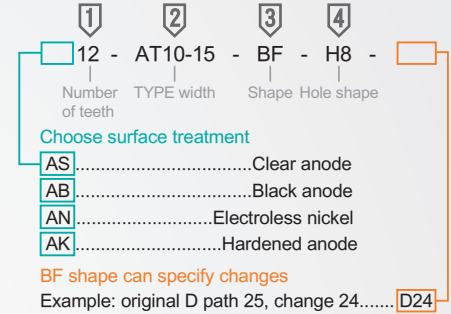 1 2 3 4
12 - AT10-15 - BF - H8 -
Number of teeth TYPE width Shape Hole shape
Choose surface treatment
AS................................Clear anode
AB................................Black anode
AN.........................Electroless nickel
AK...........................Hardened anode
BF shape can specify changes
Example: original D path 25, change 24....... D24